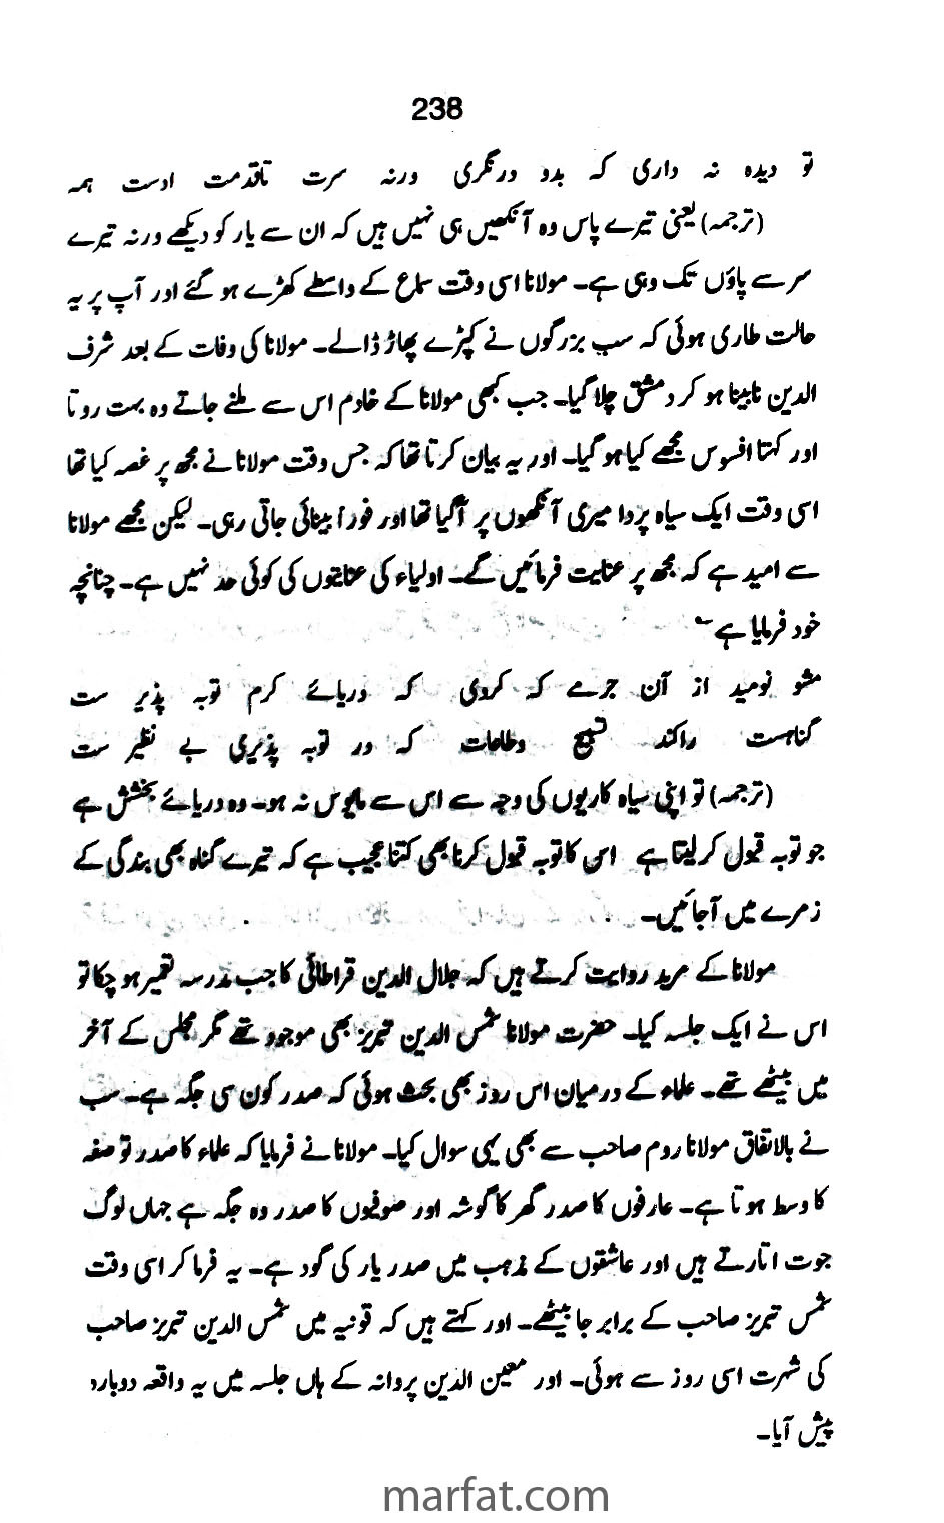 238
تو دیدہ نہ داری کہ بدو درنگری ورنہ سرت تاقدمت اوست ہمہ
(ترجمہ) یعنی تیرے پاس وہ آنکھیں ہی نہیں ہیں کہ ان سے یار کو دیکھے ورنہ تیرے
سر سے پاؤں تک وہی ہے۔ مولانا اسی وقت سماع کے واسطے کھڑے ہو گئے اور آپ پر یہ
حالت طاری ہوئی کہ سب بزرگوں نے کپڑے پھاڑ ڈالے۔ مولانا کی وفات کے بعد شرف
الدین نابینا ہو کر دمشق چلا گیا۔ جب کبھی مولانا کے خادم اس سے ملنے جاتے وہ بہت روتا
اور کہتا افسوس مجھے کیا ہو گیا۔ اور یہ بیان کرتا تھا کہ جس وقت مولانا نے مجھ پر غصہ کیا تھا
اسی وقت ایک سیاہ پردا میری آنکھوں پر آگیا تھا اور فورا بینائی جاتی رہی۔ لیکن مجھے مولانا
سے امید ہے کہ مجھ پر عنایت فرمائیں گے۔ اولیاء کی عنایتوں کی کوئی حد نہیں ہے۔ چنانچہ
خود فرمایا ہے ؎
مشو نومید از آن جرے کہ کردی کہ دریائے کرم توبہ پذیر ست
گناہست راکند تسبیح وطاعات کہ در توبہ پذیری بے نظیر ست
(ترجمہ) تو اپنی سیاہ کاریوں کی وجہ سے اس سے مایوس نہ ہو۔ وہ دریائے بخشش ہے
جو توبہ قبول کر لیتا ہے اس کا توبہ قبول کرنا بھی کتنا عجیب ہے کہ تیرے گناہ بھی بندگی کے
زمرے میں آجائیں۔
مولانا کے مرید روایت کرتے ہیں کہ جلال الدین قراطائی کا جب مدرسہ تعمیر ہو چکا تو
اس نے ایک جلسہ کیا۔ حضرت مولانا شمس الدین تبریز بھی موجود تھے مگر مجلس کے آخر
میں بیٹھے تھے۔ علماء کے درمیان اس روز بھی بحث ہوئی کہ صدر کون سی جگہ ہے۔ سب
نے بالاتفاق مولانا روم صاحب سے بھی یہی سوال کیا۔ مولانا نے فرمایا کہ علماء کا صدر تو صفہ
کا وسط ہوتا ہے۔ عارفوں کا صدر گھر کا گوشہ اور صوفیوں کا صدر وہ جگہ ہے جہاں لوگ
جوت اتارتے ہیں اور عاشقوں کے مذہب میں صدر یار کی گود ہے۔ یہ فرما کر اسی وقت
شمس تبریز صاحب کے برابر جا بیٹھے۔ اور کہتے ہیں کہ قونیہ میں شمس الدین تبریز صاحب
کی شہرت اسی روز سے ہوئی۔ اور معین الدین پروانہ کے ہاں جلسہ میں یہ واقعہ دوبارہ
پیش آیا۔
marfat.com